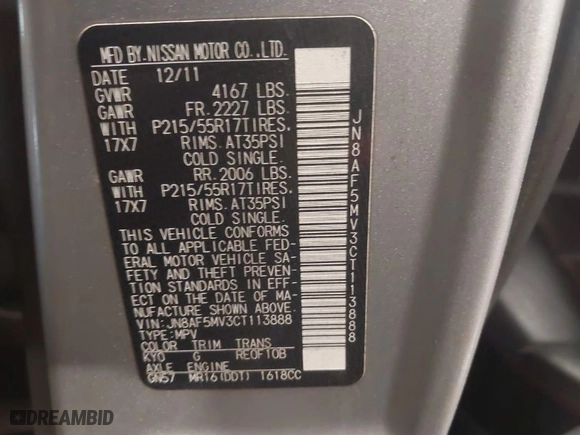 MFD BY.NISSAN MOTOR CO.,LTD.
DATE 12/11
GVWR 4167 LBS.
GAWR FR.2227 LBS.
WITH P215/55R17TIRES.
17X7 RIMS.AT35PSI
COLD SINGLE.
GAWR RR.2006 LBS.
WITH P215/55R17TIRES.
17X7 RIMS.AT35PSI
COLD SINGLE.
THIS VEHICLE CONFORMS
TO ALL APPLICABLE FED-
ERAL MOTOR VEHICLE SA-
FETY AND THEFT PREVEN-
TION STANDARDS IN EFF-
ECT ON THE DATE OF MA-
NUFACTURE SHOWN ABOVE.
VIN:JN8AF5MV3CT113888
TYPE:MPV
COLOR TRIM TRANS
KY0 G RE0F10B
AXLE ENGINE
GN57 MR16(DDT) 1618CC
JN8AF5MV3CT113888
DREAMBID